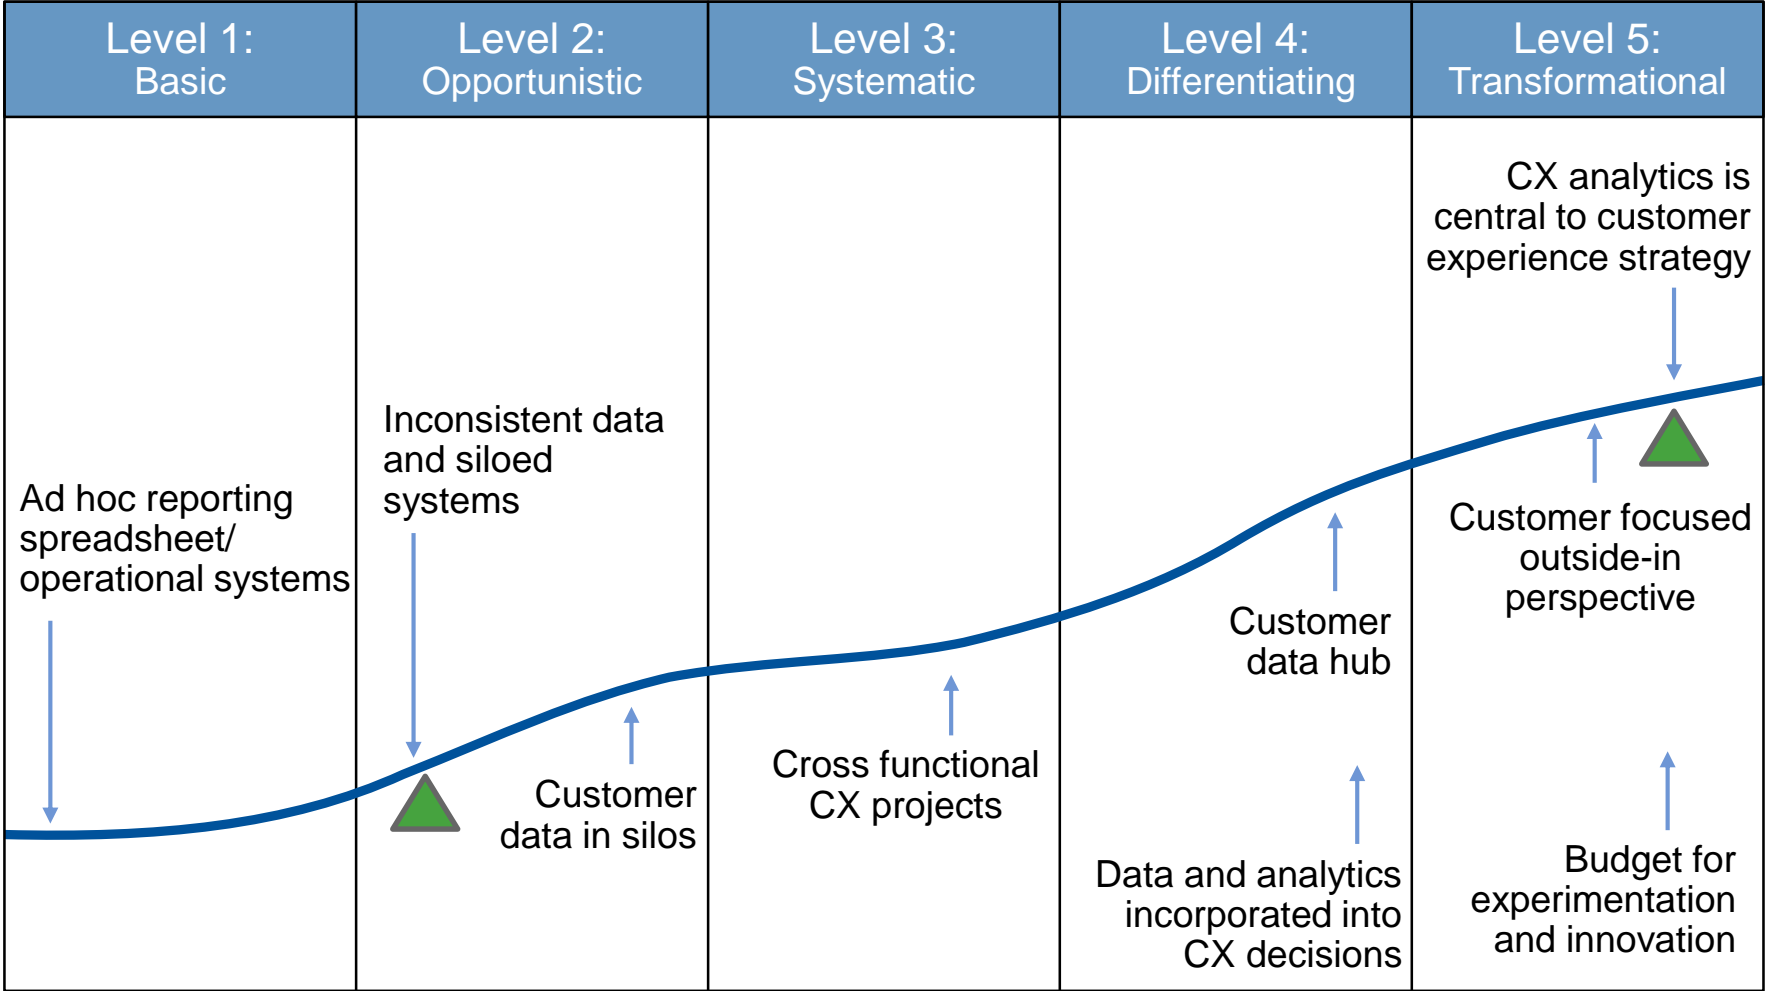 Level 1:
Basic
Level 2:
Opportunistic
Level 3:
Systematic
Level 4:
Differentiating
Level 5:
Transformational
Ad hoc reporting
spreadsheet/
operational systems
Inconsistent data
and siloed
systems
Customer
data in silos
Cross functional
CX projects
Customer
data hub
Data and analytics
incorporated into
CX decisions
CX analytics is
central to customer
experience strategy
Customer focused
outside-in
perspective
Budget for
experimentation
and innovation